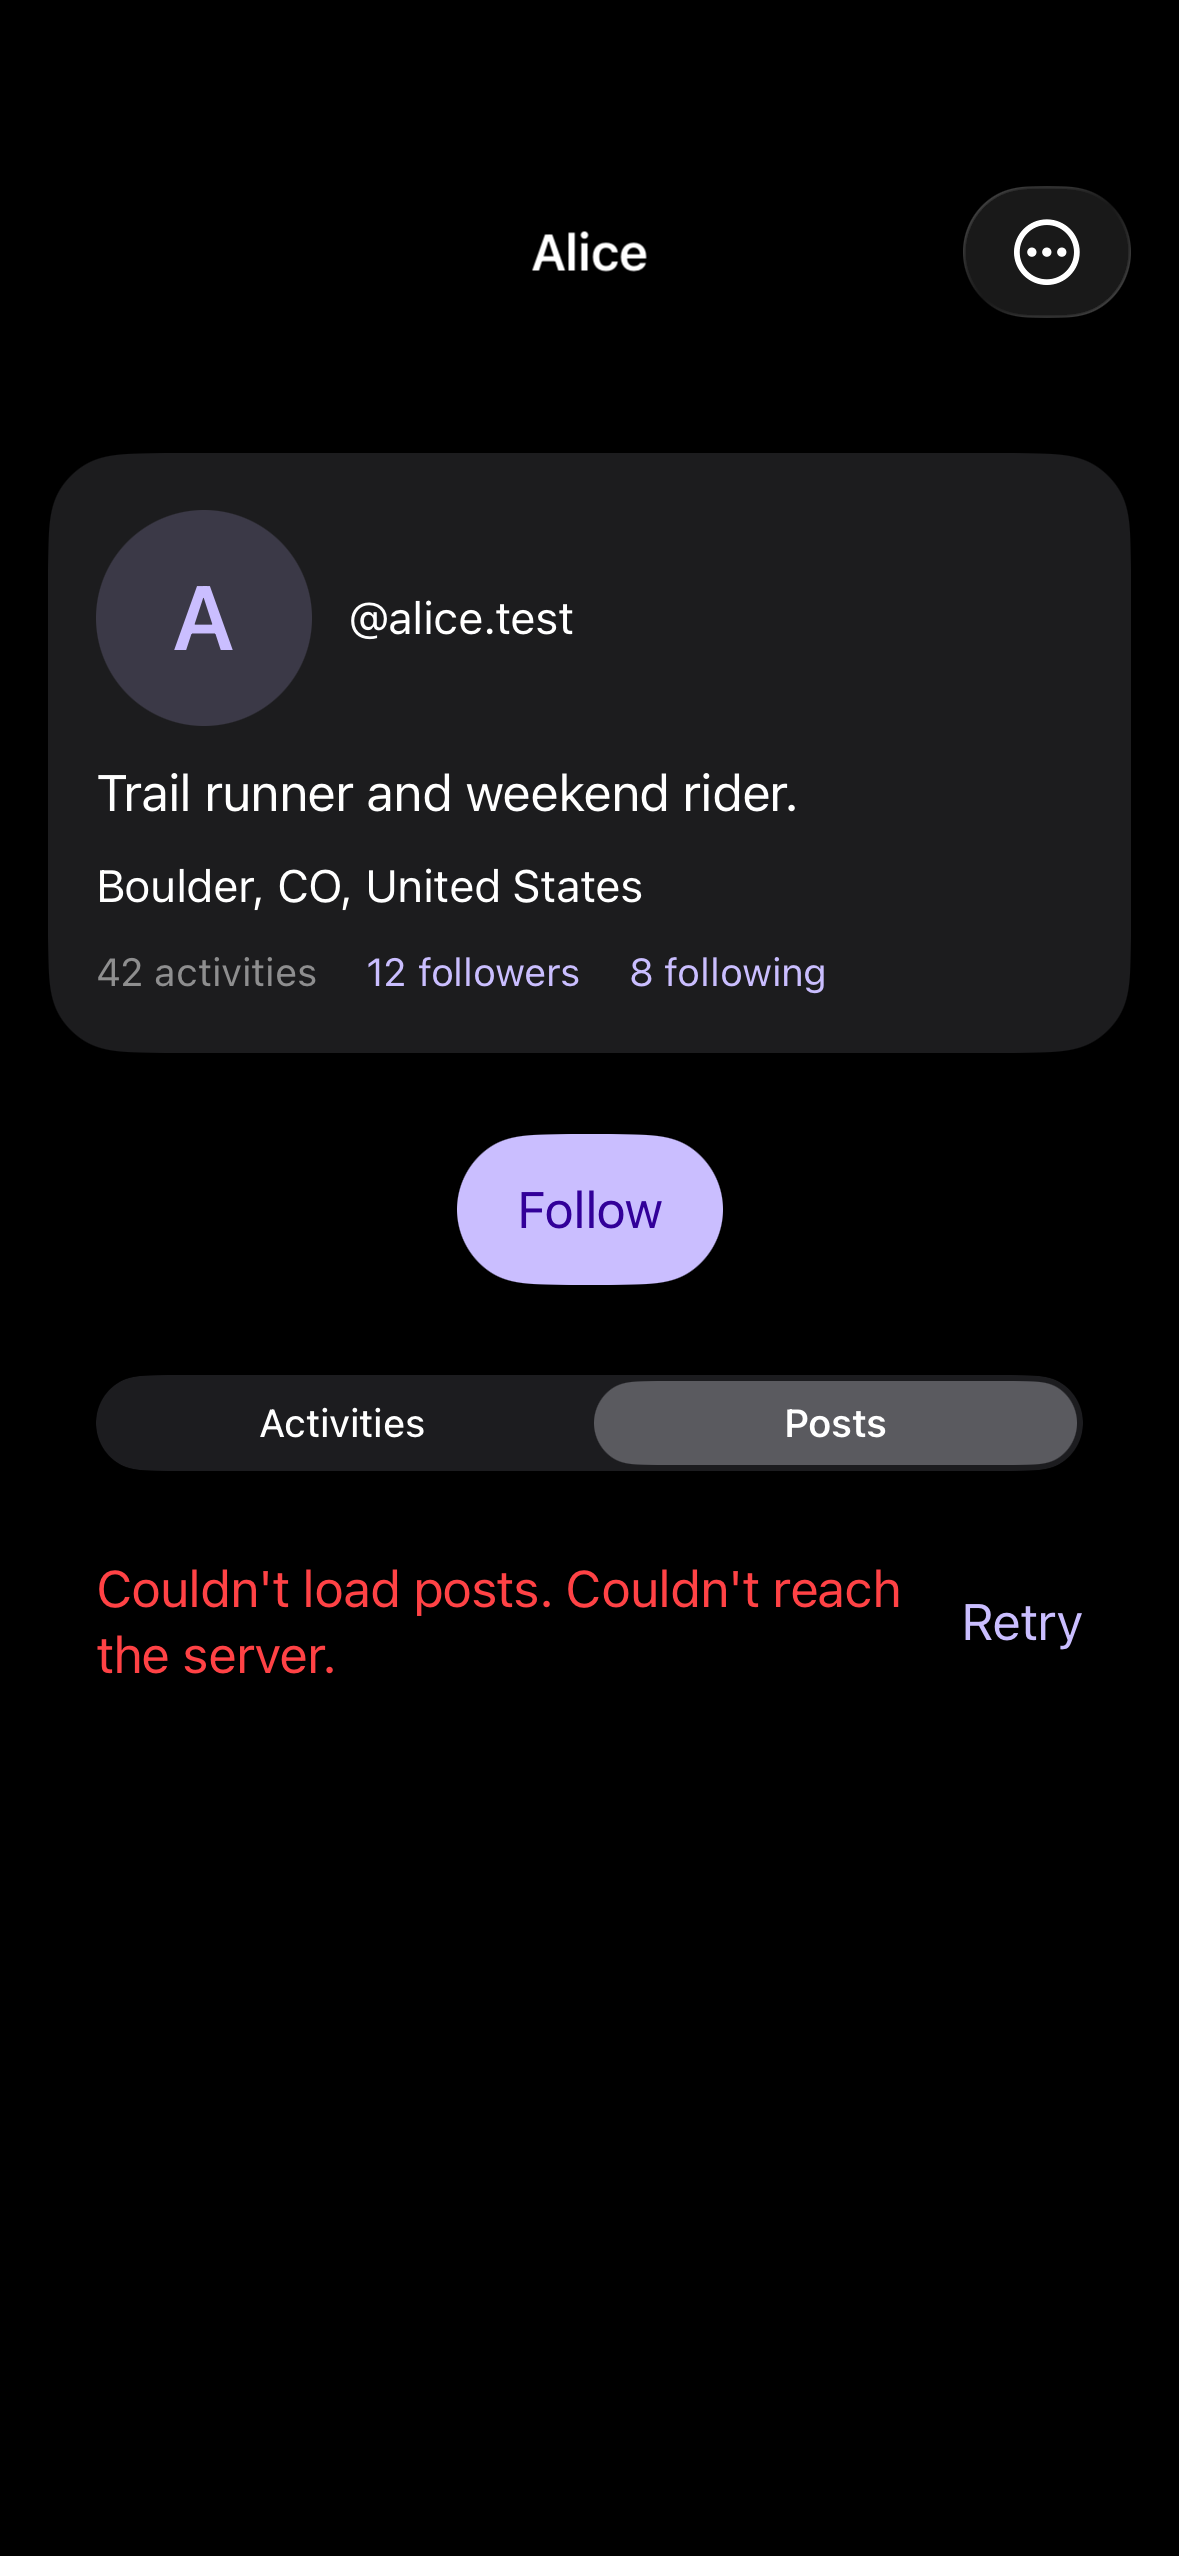 Alice
A
@alice.test
Trail runner and weekend rider.
Boulder, CO, United States
42 activities 12 followers 8 following
Follow
Activities Posts
Couldn't load posts. Couldn't reach
the server.
Retry